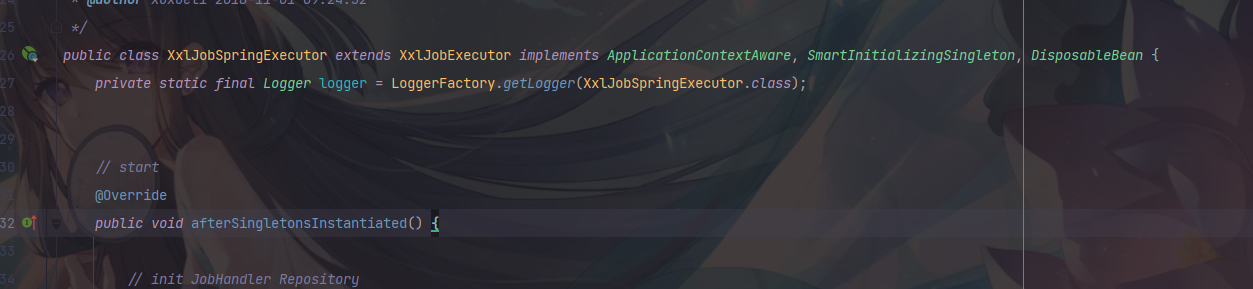 24 * @author xuxueli 2018-11-01 09:24:52
25 */
26 public class XxlJobSpringExecutor extends XxlJobExecutor implements ApplicationContextAware, SmartInitializingSingleton, DisposableBean {
27 private static final Logger logger = LoggerFactory.getLogger(XxlJobSpringExecutor.class);
28
29
30 // start
31 @Override
32 public void afterSingletonsInstantiated() {
33
34 // init JobHandler Repository